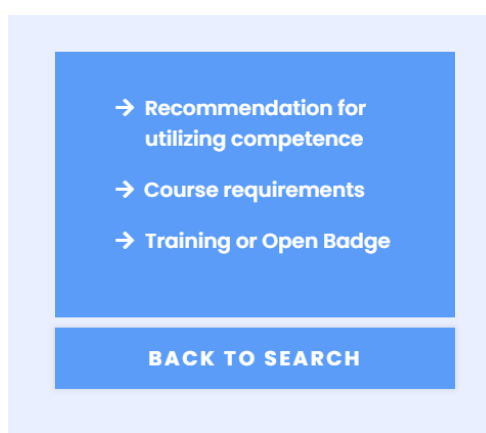 → Recommendation for
utilizing competence
→ Course requirements
→ Training or Open Badge
BACK TO SEARCH